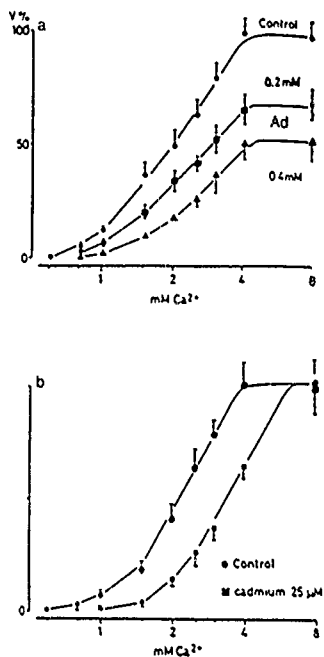 V %
a
Control
100
0.2mM
Ad
50
0.4mM
0
1 2 4 8
mM Ca²⁺
b
Control
cadmium 25 µM
0
1 2 4 8
mM Ca²⁺